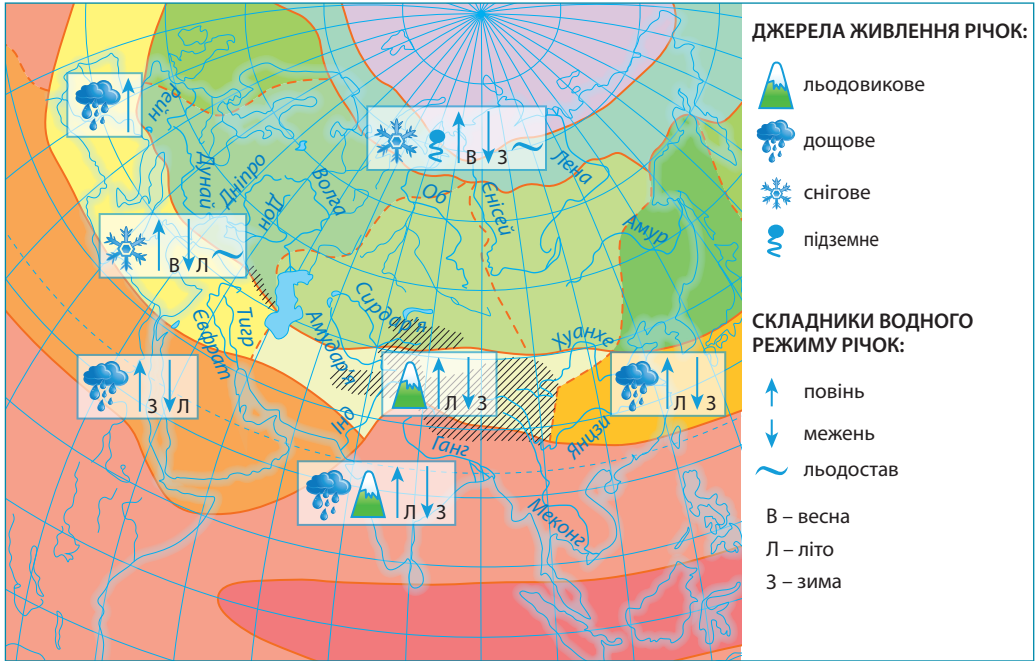 Рейн
Дунай
Дніпро
Дон
Волга
Об
Єнісей
Лена
Амур
В З
В Л
Євфрат
Тигр
Сирдар'я
Амудар'я
Хуанхе
З Л
Л З
Л З
Інд
Ганг
Янцзи
Л З
Меконг
ДЖЕРЕЛА ЖИВЛЕННЯ РІЧОК:
льодовикове
дощове
снігове
підземне
СКЛАДНИКИ ВОДНОГО
РЕЖИМУ РІЧОК:
повінь
межень
льодостав
В – весна
Л – літо
З – зима